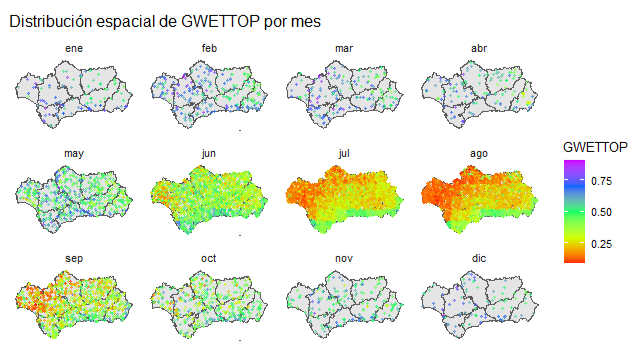 Distribución espacial de GWETTOP por mes
ene
feb
mar
abr
may
jun
jul
ago
sep
oct
nov
dic
GWETTOP
0.75
0.50
0.25